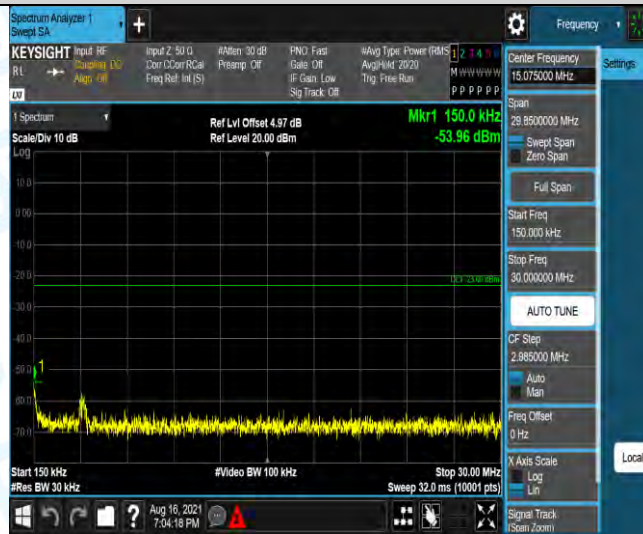 Spectrum Analyzer 1
Swept SA
+
Frequency
KEYSIGHT
RL
LXI
Input: RF
Coupling: DC
Align: Off
Input Z: 50 Ω
Corr CCorr RCal
Freq Ref: Int (S)
#Atten: 30 dB
Preamp: Off
PNO: Fast
Gate: Off
IF Gain: Low
Sig Track: Off
#Avg Type: Power (RMS
Avg|Hold: 20/20
Trig: Free Run
1 2 3 4 5 6
M W W W W W
P P P P P P
1 Spectrum
Scale/Div 10 dB
Log
Ref Lvl Offset 4.97 dB
Ref Level 20.00 dBm
Mkr1 150.0 kHz
-53.96 dBm
10.0
0.00
-10.0
-20.0
-30.0
-40.0
-50.0
-60.0
-70.0
DL1 -23.00 dBm
1
Start 150 kHz
#Res BW 30 kHz
#Video BW 100 kHz
Stop 30.00 MHz
Sweep 32.0 ms (10001 pts)
Aug 16, 2021
7:04:18 PM
Center Frequency
15.075000 MHz
Settings
Span
29.8500000 MHz
Swept Span
Zero Span
Full Span
Start Freq
150.000 kHz
Stop Freq
30.000000 MHz
AUTO TUNE
CF Step
2.985000 MHz
Auto
Man
Freq Offset
0 Hz
X Axis Scale
Log
Lin
Local
Signal Track
(Span Zoom)